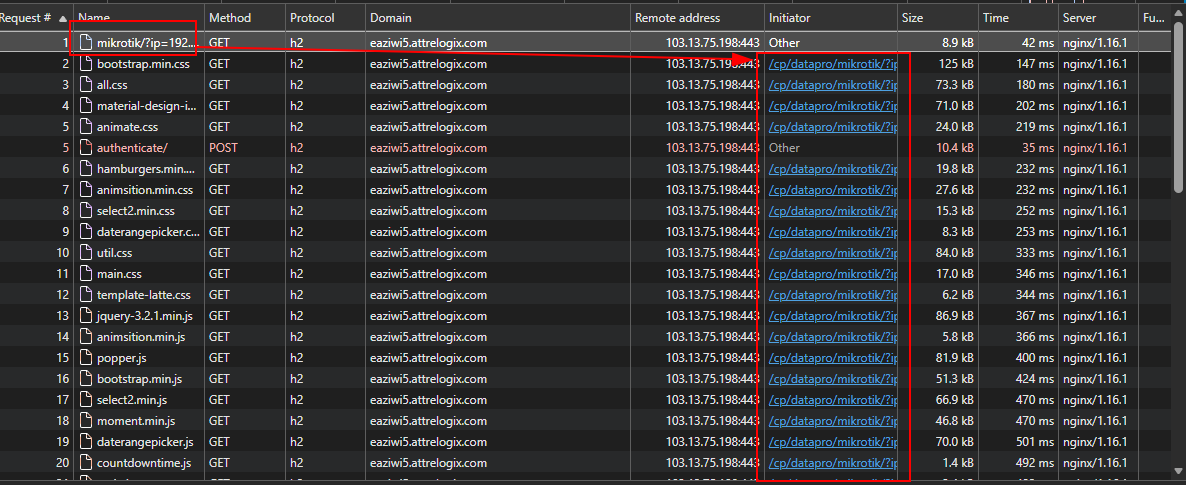 Request # Name Method Protocol Domain Remote address Initiator Size Time Server Fu...
1 mikrotik/?ip=192.... GET h2 eaziwi5.attrelogix.com 103.13.75.198:443 Other 8.9 kB 42 ms nginx/1.16.1
2 bootstrap.min.css GET h2 eaziwi5.attrelogix.com 103.13.75.198:443 /cp/datapro/mikrotik/?ip 125 kB 147 ms nginx/1.16.1
3 all.css GET h2 eaziwi5.attrelogix.com 103.13.75.198:443 /cp/datapro/mikrotik/?ip 73.3 kB 180 ms nginx/1.16.1
4 material-design-i... GET h2 eaziwi5.attrelogix.com 103.13.75.198:443 /cp/datapro/mikrotik/?ip 71.0 kB 202 ms nginx/1.16.1
5 animate.css GET h2 eaziwi5.attrelogix.com 103.13.75.198:443 /cp/datapro/mikrotik/?ip 24.0 kB 219 ms nginx/1.16.1
5 authenticate/ POST h2 eaziwi5.attrelogix.com 103.13.75.198:443 Other 10.4 kB 35 ms nginx/1.16.1
6 hamburgers.min.... GET h2 eaziwi5.attrelogix.com 103.13.75.198:443 /cp/datapro/mikrotik/?ip 19.8 kB 232 ms nginx/1.16.1
7 animsition.min.css GET h2 eaziwi5.attrelogix.com 103.13.75.198:443 /cp/datapro/mikrotik/?ip 27.6 kB 232 ms nginx/1.16.1
8 select2.min.css GET h2 eaziwi5.attrelogix.com 103.13.75.198:443 /cp/datapro/mikrotik/?ip 15.3 kB 252 ms nginx/1.16.1
9 daterangepicker.c... GET h2 eaziwi5.attrelogix.com 103.13.75.198:443 /cp/datapro/mikrotik/?ip 8.3 kB 253 ms nginx/1.16.1
10 util.css GET h2 eaziwi5.attrelogix.com 103.13.75.198:443 /cp/datapro/mikrotik/?ip 84.0 kB 333 ms nginx/1.16.1
11 main.css GET h2 eaziwi5.attrelogix.com 103.13.75.198:443 /cp/datapro/mikrotik/?ip 17.0 kB 346 ms nginx/1.16.1
12 template-latte.css GET h2 eaziwi5.attrelogix.com 103.13.75.198:443 /cp/datapro/mikrotik/?ip 6.2 kB 344 ms nginx/1.16.1
13 jquery-3.2.1.min.js GET h2 eaziwi5.attrelogix.com 103.13.75.198:443 /cp/datapro/mikrotik/?ip 86.9 kB 367 ms nginx/1.16.1
14 animsition.min.js GET h2 eaziwi5.attrelogix.com 103.13.75.198:443 /cp/datapro/mikrotik/?ip 5.8 kB 366 ms nginx/1.16.1
15 popper.js GET h2 eaziwi5.attrelogix.com 103.13.75.198:443 /cp/datapro/mikrotik/?ip 81.9 kB 400 ms nginx/1.16.1
16 bootstrap.min.js GET h2 eaziwi5.attrelogix.com 103.13.75.198:443 /cp/datapro/mikrotik/?ip 51.3 kB 424 ms nginx/1.16.1
17 select2.min.js GET h2 eaziwi5.attrelogix.com 103.13.75.198:443 /cp/datapro/mikrotik/?ip 66.9 kB 470 ms nginx/1.16.1
18 moment.min.js GET h2 eaziwi5.attrelogix.com 103.13.75.198:443 /cp/datapro/mikrotik/?ip 46.8 kB 470 ms nginx/1.16.1
19 daterangepicker.js GET h2 eaziwi5.attrelogix.com 103.13.75.198:443 /cp/datapro/mikrotik/?ip 70.0 kB 501 ms nginx/1.16.1
20 countdowntime.js GET h2 eaziwi5.attrelogix.com 103.13.75.198:443 /cp/datapro/mikrotik/?ip 1.4 kB 492 ms nginx/1.16.1